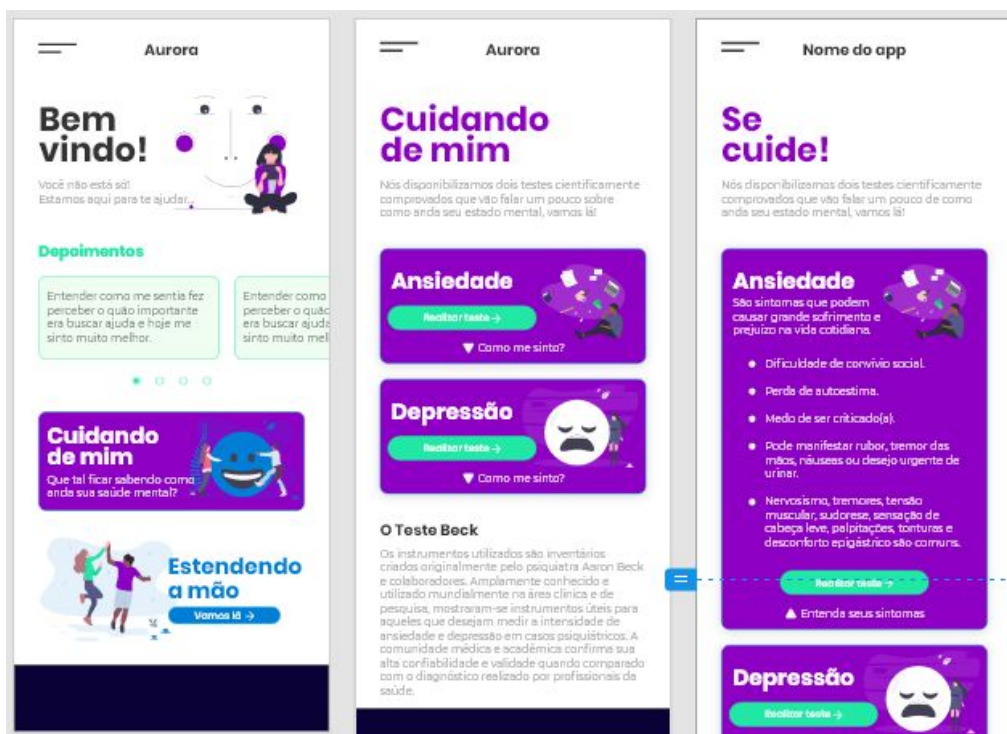 Aurora
Bem
vindo!
Você não está só!
Estamos aqui para te ajudar.
Depoimentos
Entender como me sentia fez
perceber o quão importante
era buscar ajuda e hoje me
sinto muito melhor.
Entender como
perceber o quão
era buscar ajuda
sinto muito mel
Cuidando
de mim
Que tal ficar sabendo como
anda sua saúde mental?
Estendendo
a mão
Vamos lá →
Aurora
Cuidando
de mim
Nós disponibilizamos dois testes cientificamente
comprovados que vão falar um pouco sobre
como anda seu estado mental, vamos lá!
Ansiedade
Realizar teste →
▼ Como me sinto?
Depressão
Realizar teste →
▼ Como me sinto?
O Teste Beck
Os instrumentos utilizados são inventários
criados originalmente pelo psiquiatra Aaron Beck
e colaboradores. Amplamente conhecido e
utilizado mundialmente na área clínica e de
pesquisa, mostraram-se instrumentos úteis para
aqueles que desejam medir a intensidade de
ansiedade e depressão em casos psiquiátricos. A
comunidade médica e acadêmica confirma sua
alta confiabilidade e validade quando comparado
com o diagnóstico realizado por profissionais da
saúde.
Nome do app
Se
cuide!
Nós disponibilizamos dois testes cientificamente
comprovados que vão falar um pouco de como
anda seu estado mental, vamos lá!
Ansiedade
São sintomas que podem
causar grande sofrimento e
prejuízo na vida cotidiana.
Dificuldade de convívio social.
Perda de autoestima.
Medo de ser criticado(a).
Pode manifestar rubor, tremor das
mãos, náuseas ou desejo urgente de
urinar.
Nervosismo, tremores, tensão
muscular, sudorese, sensação de
cabeça leve, palpitações, tonturas e
desconforto epigástrico são comuns.
Realizar teste →
▲ Entenda seus sintomas
Depressão
Realizar teste →